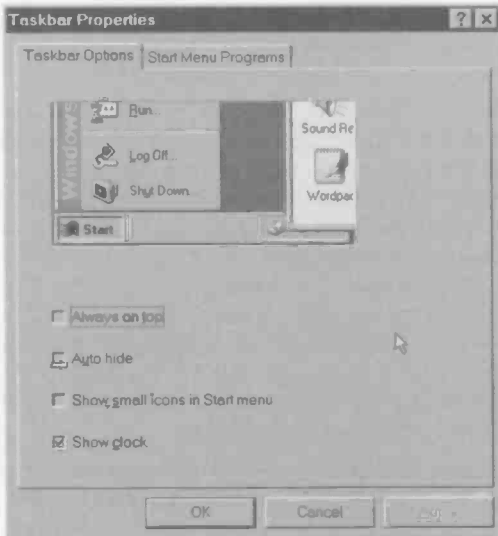 Taskbar Properties
Taskbar Options
Start Menu Programs
Windows
Run...
Log Off...
Shut Down...
Start
Sound Re
Wordpad
Always on top
Auto hide
Show small icons in Start menu
Show clock
OK
Cancel